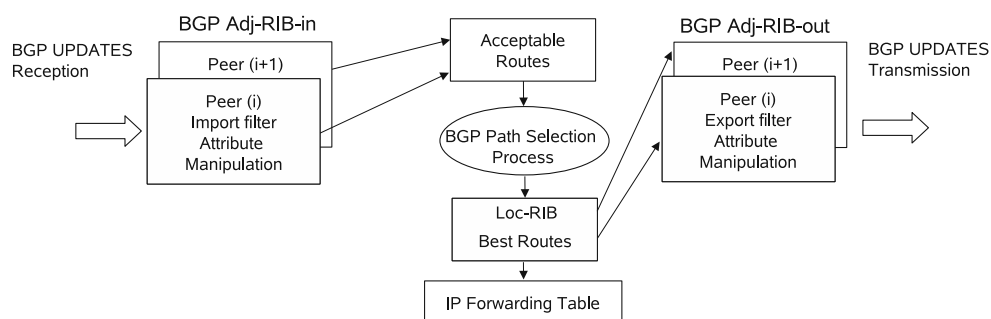 BGP UPDATES
Reception
BGP Adj-RIB-in
Peer (i+1)
Peer (i)
Import filter
Attribute
Manipulation
Acceptable
Routes
BGP Path Selection
Process
Loc-RIB
Best Routes
IP Forwarding Table
BGP Adj-RIB-out
Peer (i+1)
Peer (i)
Export filter
Attribute
Manipulation
BGP UPDATES
Transmission